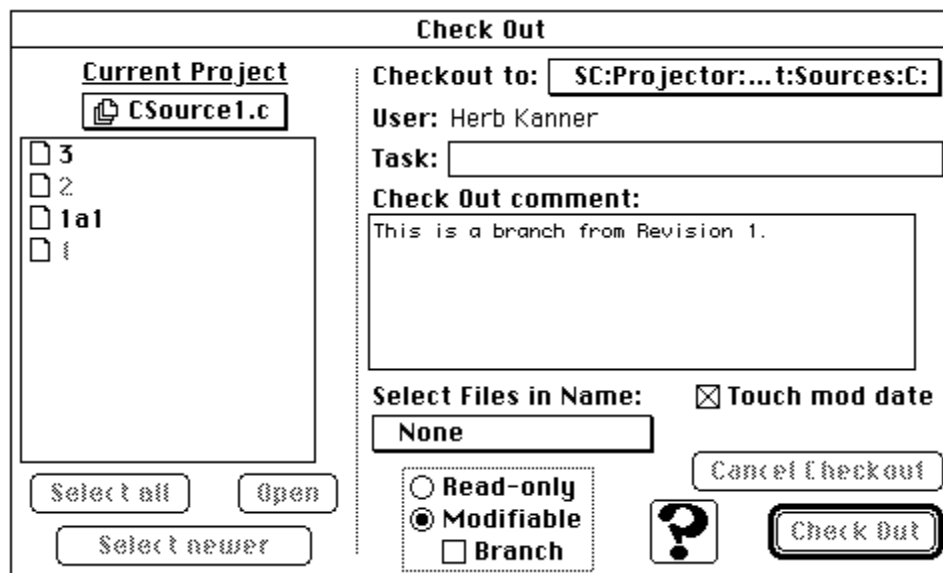 Check Out
Current Project
CSource1.c
3
2
1a1
1
Select all
Open
Select newer
Checkout to: SC:Projector:...t:Sources:C:
User: Herb Kanner
Task:
Check Out comment:
This is a branch from Revision 1.
Select Files in Name:
Touch mod date
None
Read-only
Modifiable
Branch
?
Cancel Checkout
Check Out